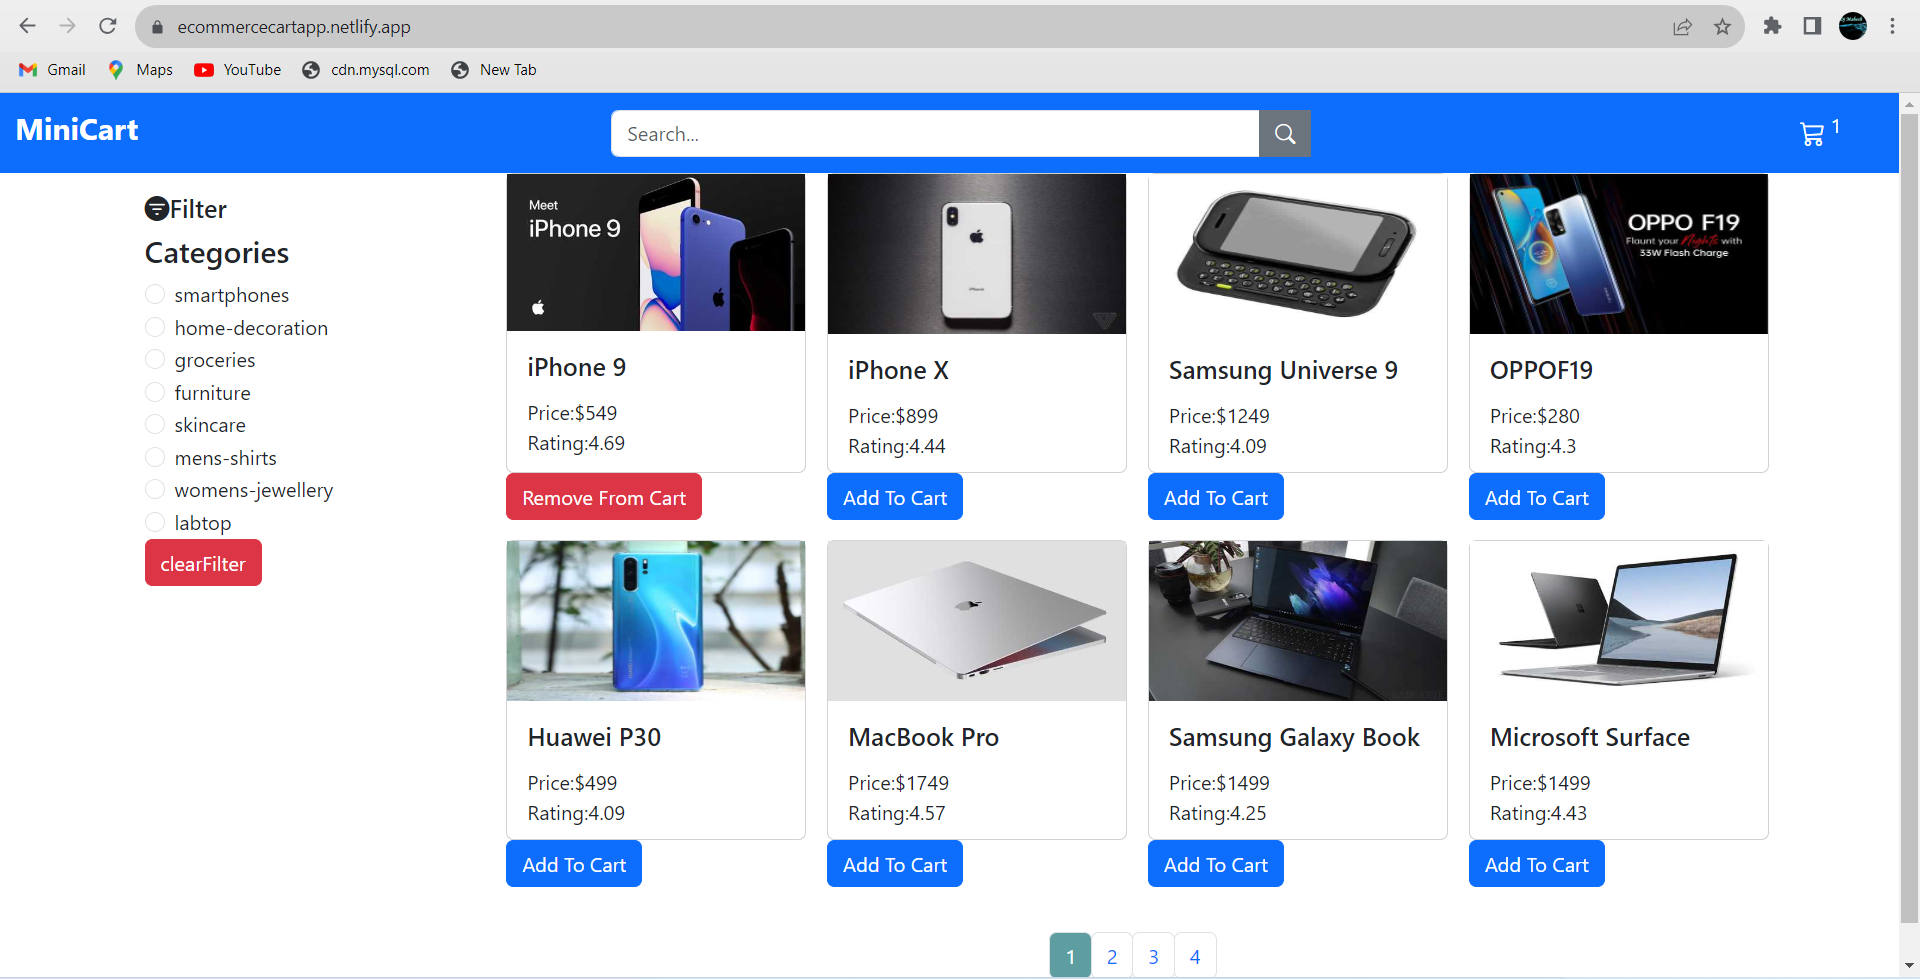 ecommercecartapp.netlify.app
Gmail Maps YouTube cdn.mysql.com New Tab
MiniCart
Search...
1
Filter
Categories
smartphones
home-decoration
groceries
furniture
skincare
mens-shirts
womens-jewellery
labtop
clearFilter
Meet
iPhone 9
iPhone 9
Price:$549
Rating:4.69
Remove From Cart
iPhone
iPhone X
Price:$899
Rating:4.44
Add To Cart
Samsung Universe 9
Price:$1249
Rating:4.09
Add To Cart
OPPO F19
Flaunt your Nights with
33W Flash Charge
OPPOF19
Price:$280
Rating:4.3
Add To Cart
Huawei P30
Price:$499
Rating:4.09
Add To Cart
MacBook Pro
Price:$1749
Rating:4.57
Add To Cart
Samsung Galaxy Book
Price:$1499
Rating:4.25
Add To Cart
Microsoft Surface
Price:$1499
Rating:4.43
Add To Cart
1 2 3 4